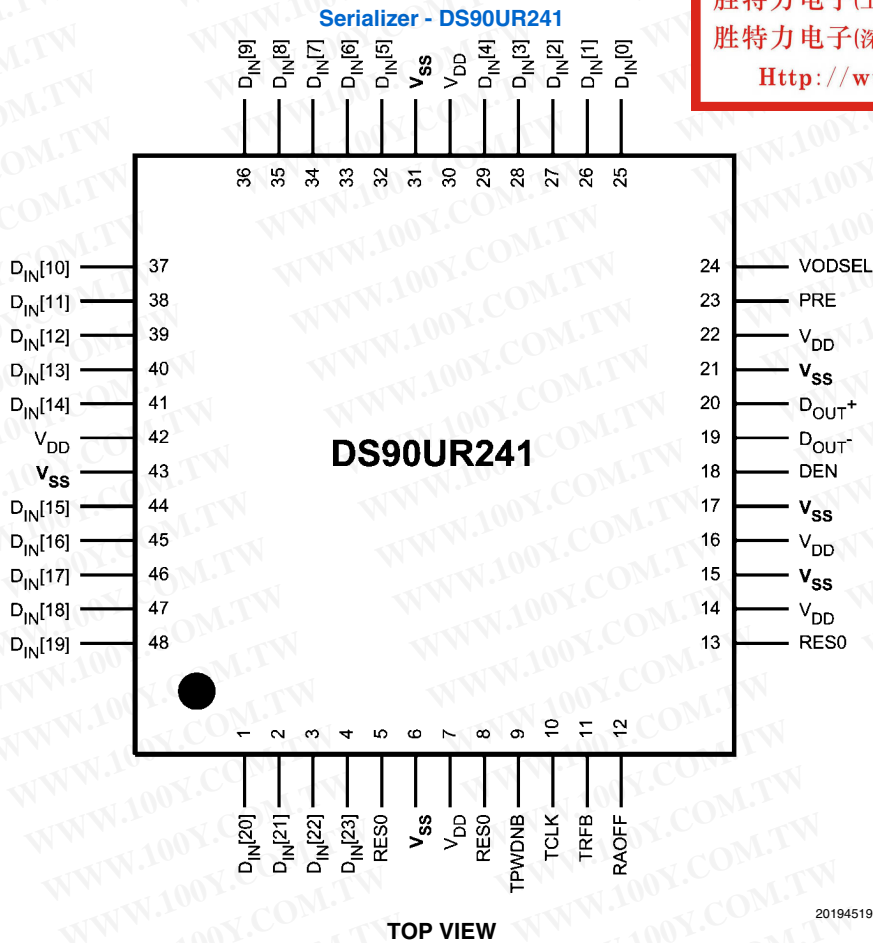 Serializer - DS90UR241
胜特力电子(
胜特力电子(深
Http://w
DIN[9]
DIN[8]
DIN[7]
DIN[6]
DIN[5]
VSS
VDD
DIN[4]
DIN[3]
DIN[2]
DIN[1]
DIN[0]
36 35 34 33 32 31 30 29 28 27 26 25
DIN[10] 37
DIN[11] 38
DIN[12] 39
DIN[13] 40
DIN[14] 41
VDD 42
VSS 43
DIN[15] 44
DIN[16] 45
DIN[17] 46
DIN[18] 47
DIN[19] 48
DS90UR241
24 VODSEL
23 PRE
22 VDD
21 VSS
20 DOUT+
19 DOUT-
18 DEN
17 VSS
16 VDD
15 VSS
14 VDD
13 RES0
1 2 3 4 5 6 7 8 9 10 11 12
DIN[20]
DIN[21]
DIN[22]
DIN[23]
RES0
VSS
VDD
RES0
TPWDNB
TCLK
TRFB
RAOFF
TOP VIEW
20194519
WWW.100Y.COM.TW